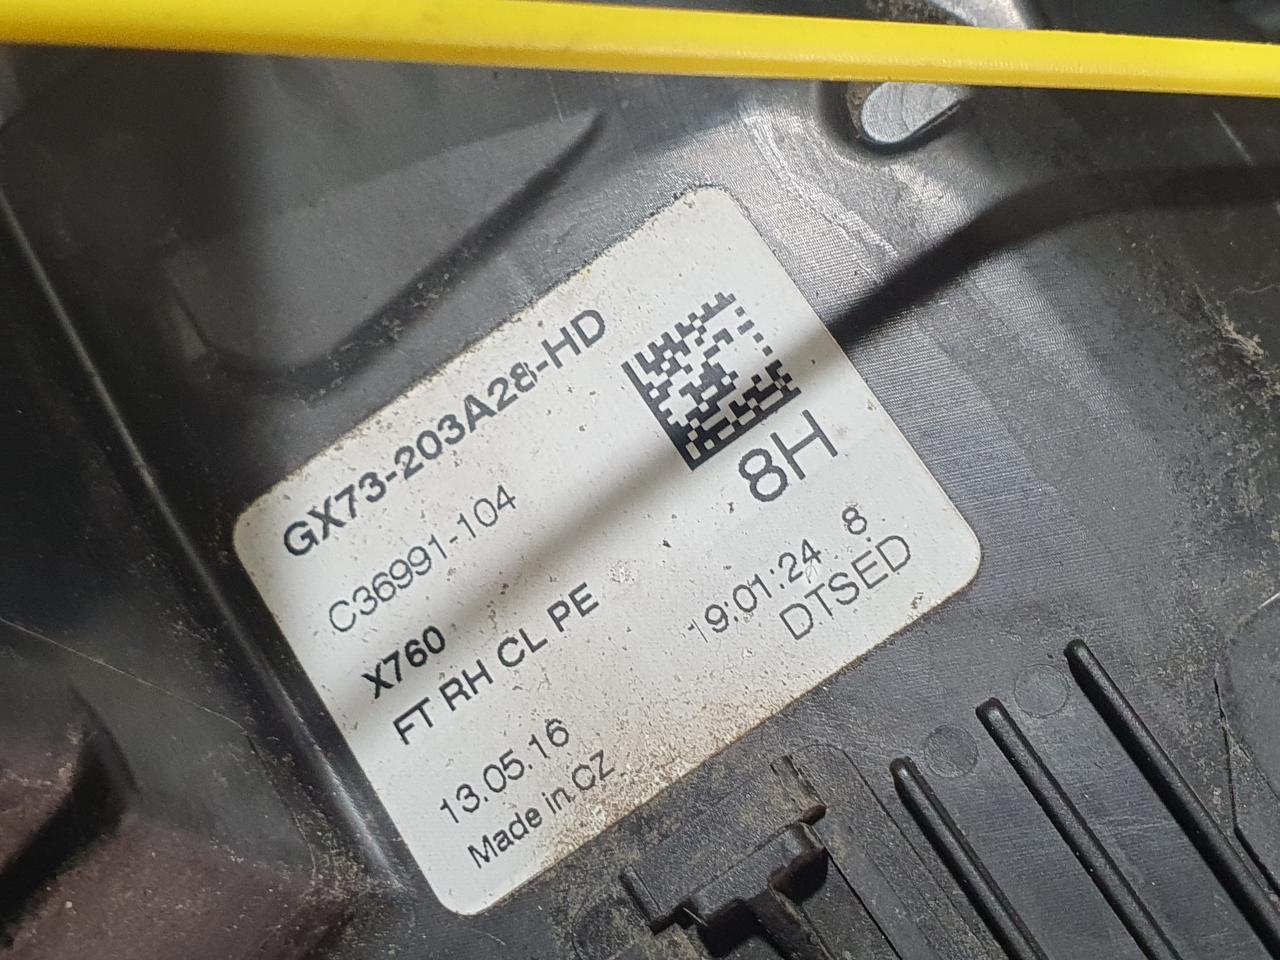 GX73-203A28-HD
C36991-104
8H
X760
FT RH CL PE
19:01:24 8
DTSED
13.05.16
Made in CZ